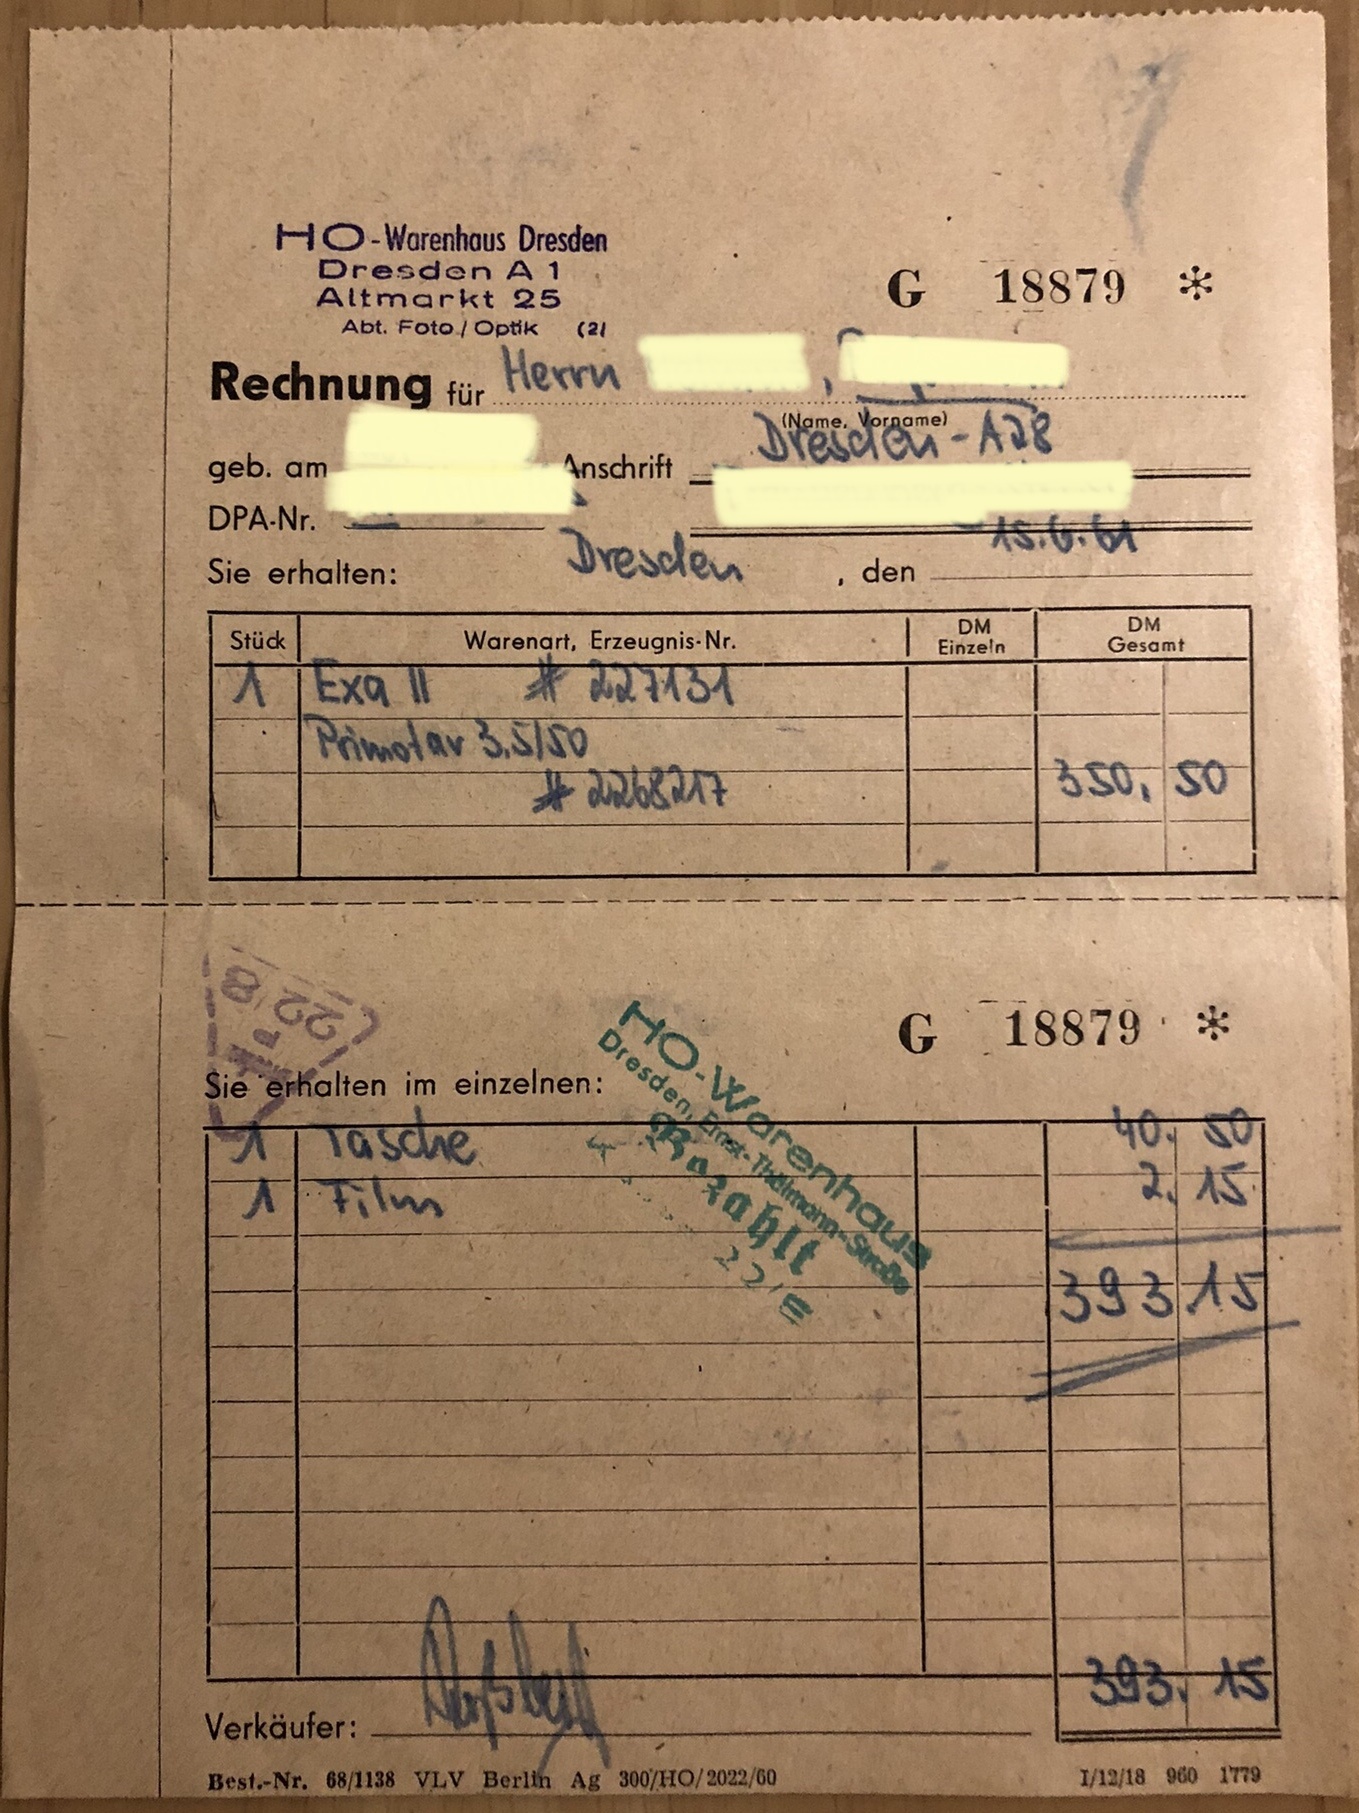 HO-Warenhaus Dresden
Dresden A 1
Altmarkt 25
Abt. Foto / Optik (2)
G 18879 *
Rechnung für Herrn
(Name, Vorname)
Dresden-A28
geb. am Anschrift
DPA-Nr.
15.6.61
Sie erhalten: Dresden , den
Stück Warenart, Erzeugnis-Nr. DM Einzeln DM Gesamt
1 Exa II # 227131
Primotar 3,5/50
# 2268217 350, 50
22 8
G 18879 *
Sie erhalten im einzelnen:
HO-Warenhaus
Dresden, Ernst-Thälmann-Straße
Bezahlt
1 Tasche 40, 50
1 Film 2, 15
393,15
393, 15
Verkäufer:
Best.-Nr. 68/1138 VLV Berlin Ag 300/HO/2022/60 I/12/18 960 1779